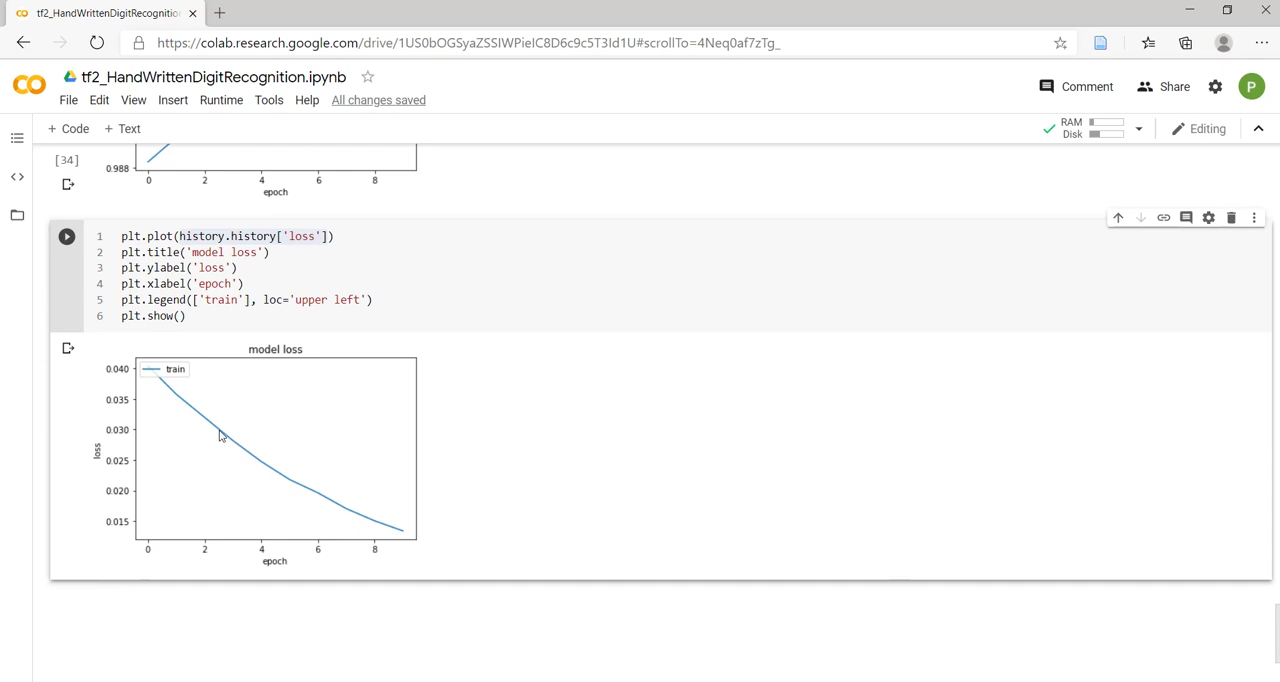 tf2_HandWrittenDigitRecognition
https://colab.research.google.com/drive/1US0bOGSyaZSSIWPieIC8D6c9c5T3Id1U#scrollTo=4Neq0af7zTg_
tf2_HandWrittenDigitRecognition.ipynb
Comment
Share
P
File Edit View Insert Runtime Tools Help All changes saved
+ Code + Text
RAM
Disk
Editing
[34]
0.988
0 2 4 6 8
epoch
1 plt.plot(history.history['loss'])
2 plt.title('model loss')
3 plt.ylabel('loss')
4 plt.xlabel('epoch')
5 plt.legend(['train'], loc='upper left')
6 plt.show()
model loss
train
0.040
0.035
0.030
0.025
0.020
0.015
loss
0 2 4 6 8
epoch